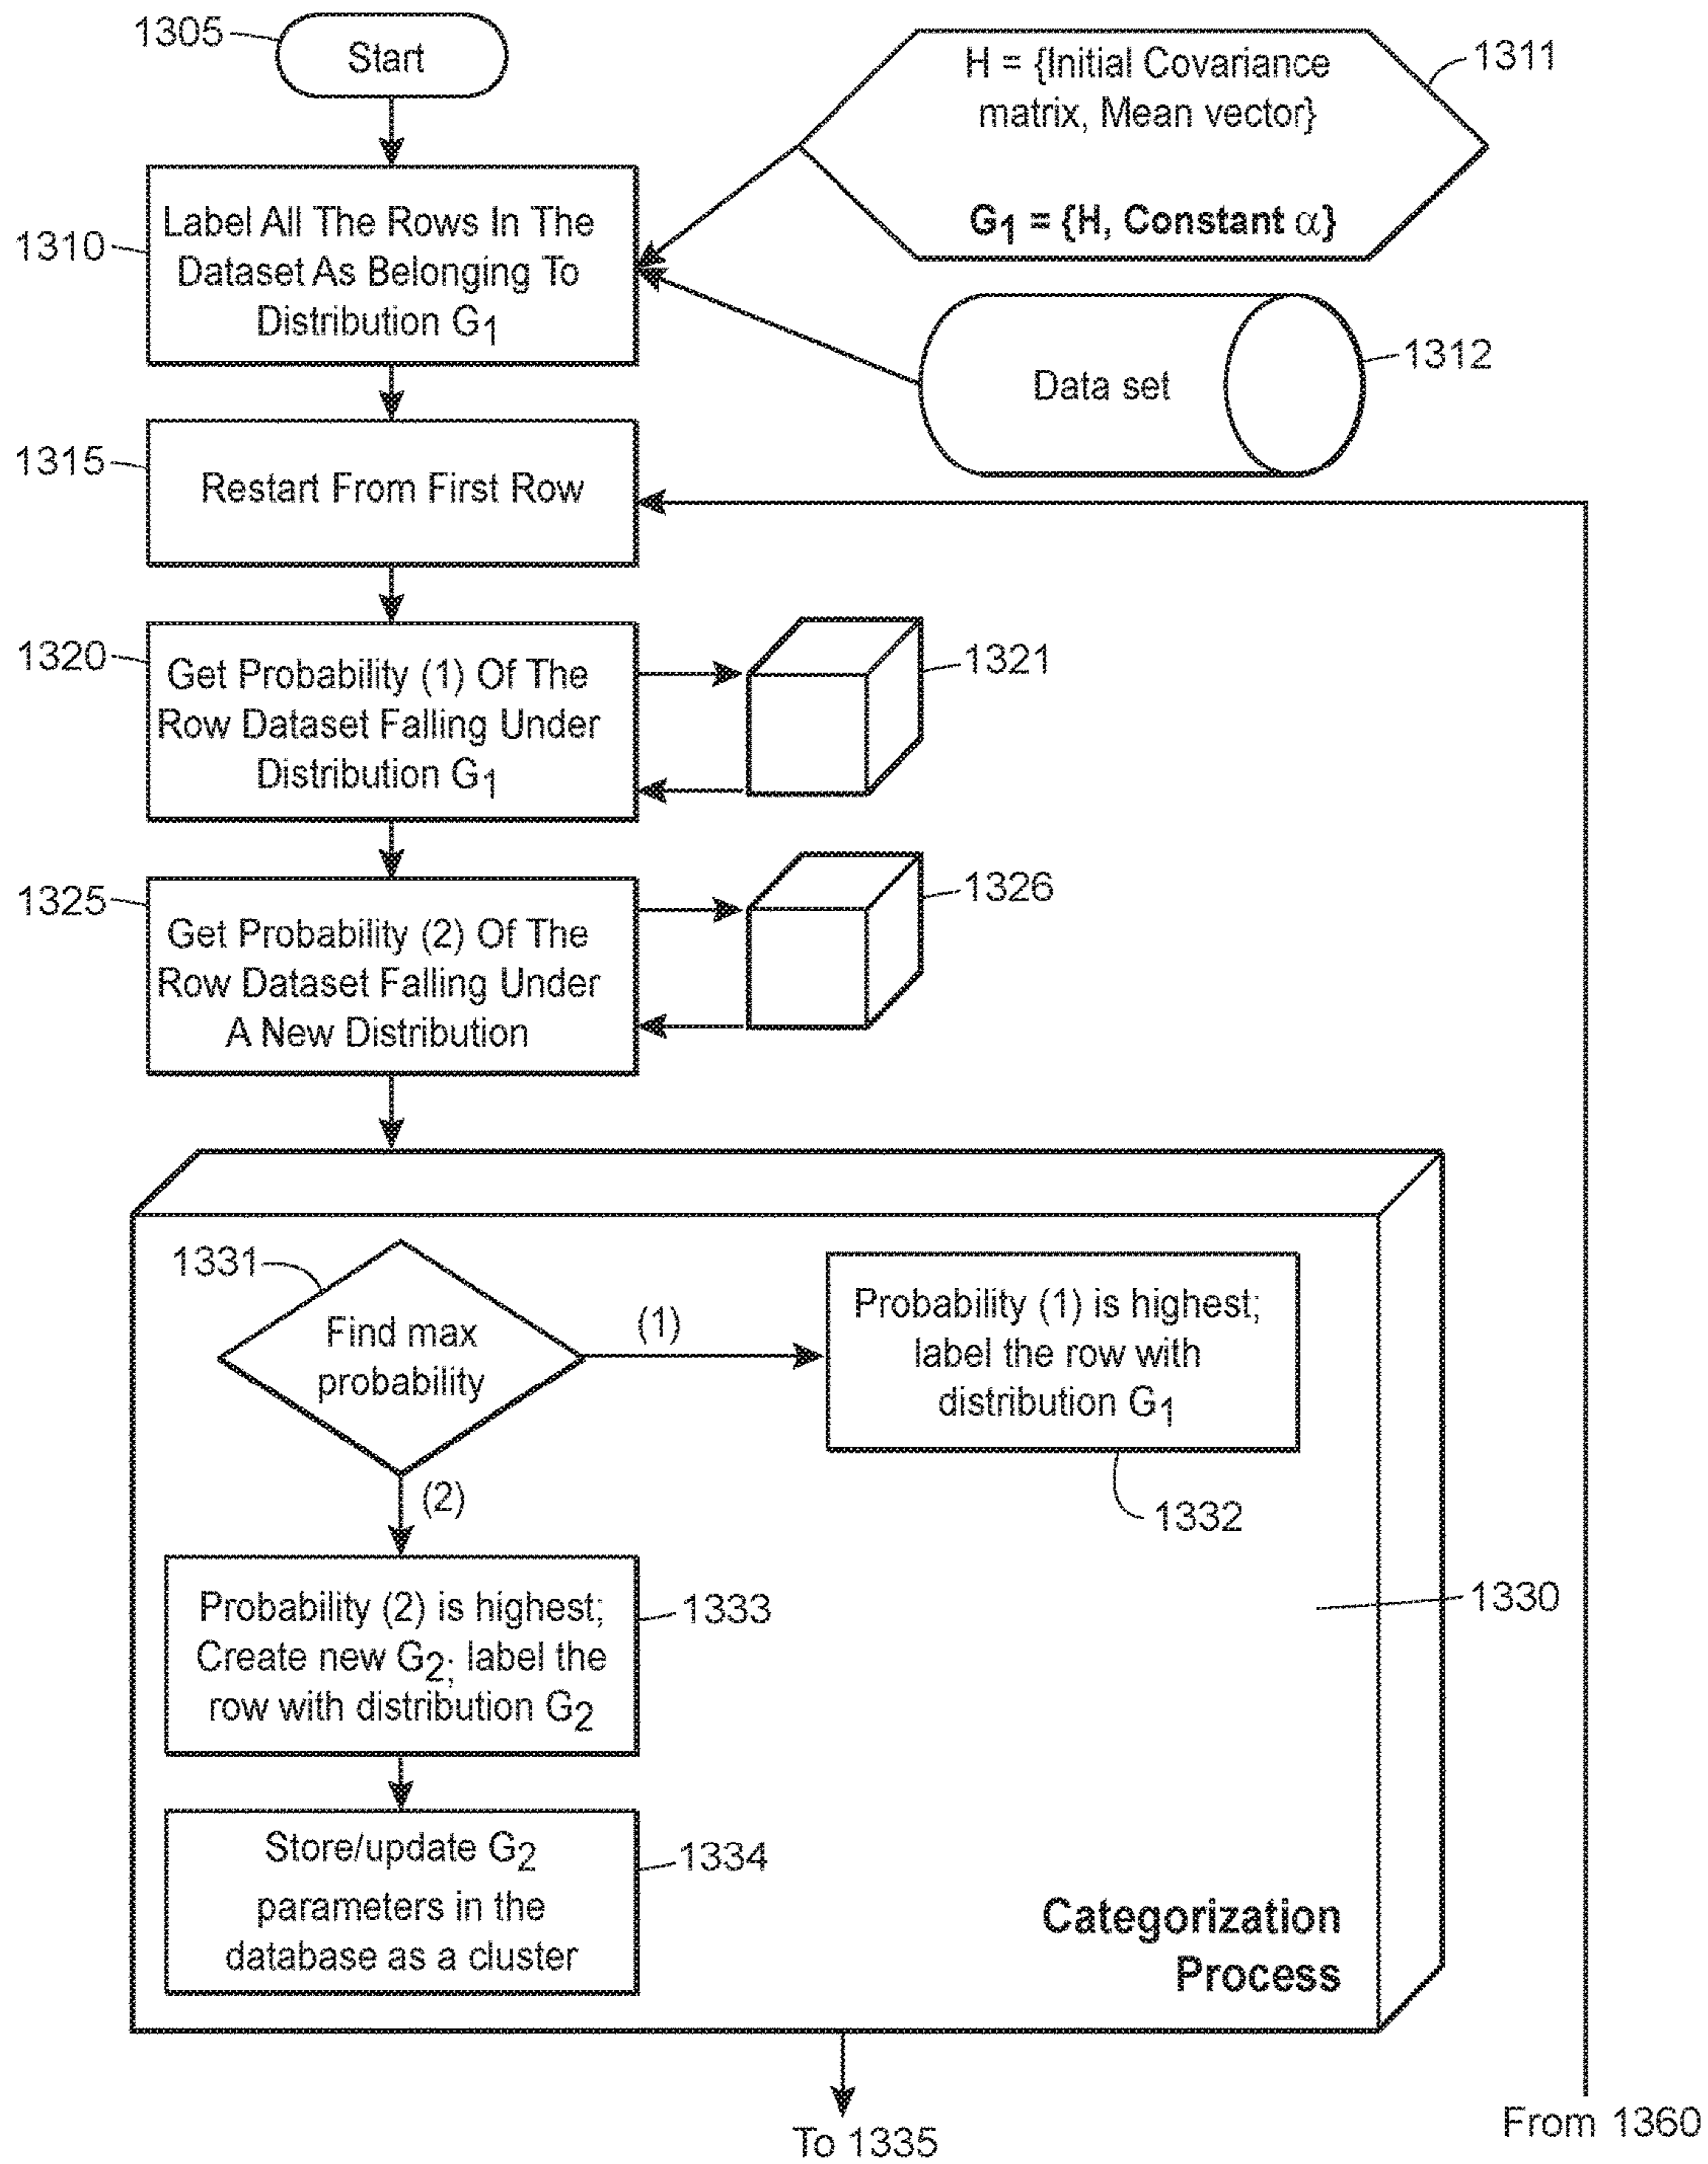 1305
Start
H = {Initial Covariance
matrix, Mean vector}
G1 = {H, Constant α}
1311
1310
Label All The Rows In The
Dataset As Belonging To
Distribution G1
Data set
1312
1315
Restart From First Row
1320
Get Probability (1) Of The
Row Dataset Falling Under
Distribution G1
1321
1325
Get Probability (2) Of The
Row Dataset Falling Under
A New Distribution
1326
1331
Find max
probability
(1)
Probability (1) is highest;
label the row with
distribution G1
1332
(2)
Probability (2) is highest;
Create new G2; label the
row with distribution G2
1333
1330
Store/update G2
parameters in the
database as a cluster
1334
Categorization
Process
To 1335
From 1360